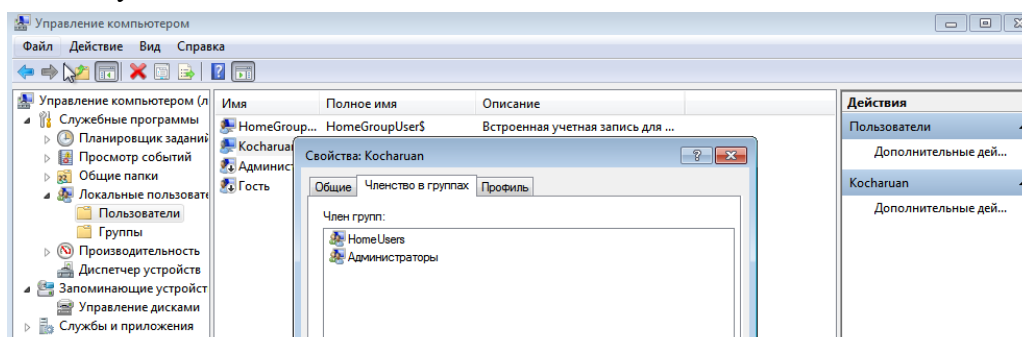 Управление компьютером
Файл Действие Вид Справка
Управление компьютером (л
Служебные программы
Планировщик заданий
Просмотр событий
Общие папки
Локальные пользовате
Пользователи
Группы
Производительность
Диспетчер устройств
Запоминающие устройст
Управление дисками
Службы и приложения
Имя Полное имя Описание
HomeGroup... HomeGroupUser$ Встроенная учетная запись для ...
Kocharuan
Админист
Гость
Свойства: Kocharuan
Общие Членство в группах Профиль
Член групп:
HomeUsers
Администраторы
Действия
Пользователи
Дополнительные дей...
Kocharuan
Дополнительные дей...